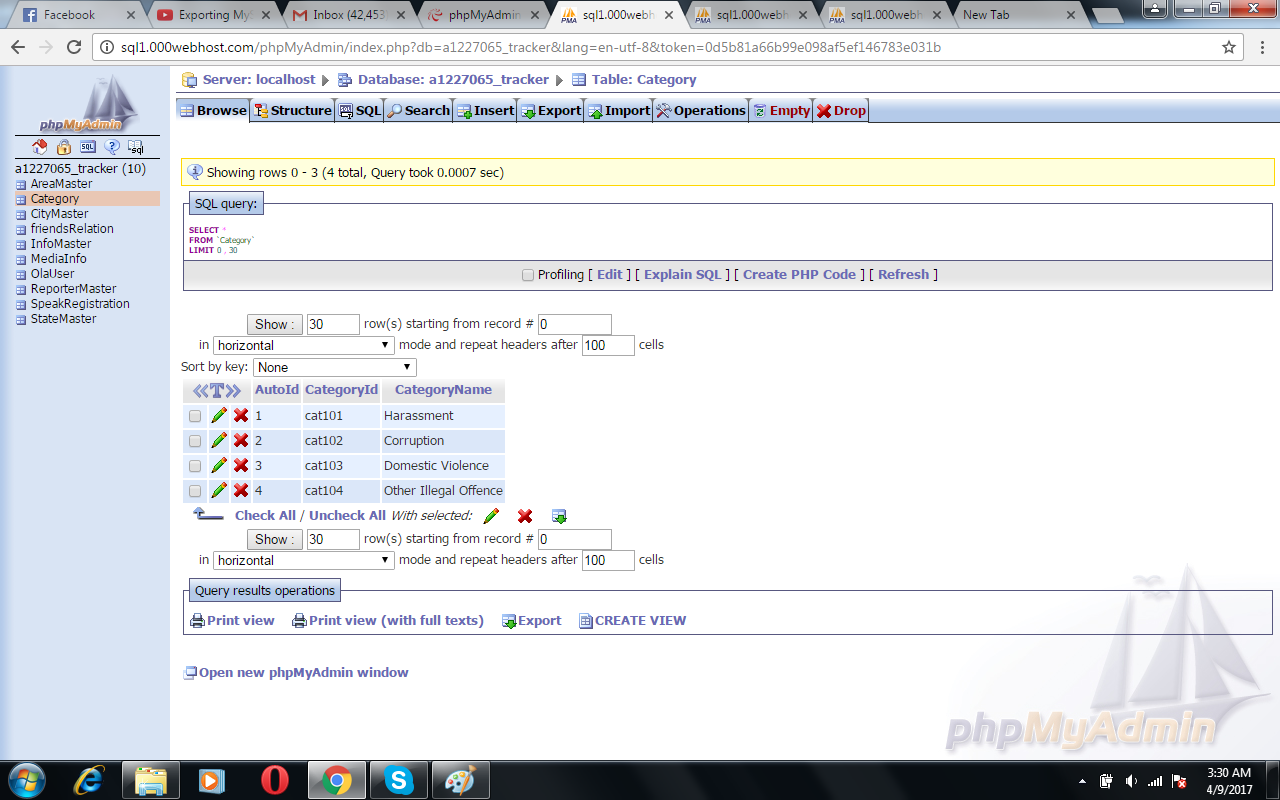 Facebook
Exporting MyS
Inbox (42,453)
phpMyAdmin
sql1.000webh
sql1.000webh
sql1.000webh
New Tab
sql1.000webhost.com/phpMyAdmin/index.php?db=a1227065_tracker&lang=en-utf-8&token=0d5b81a66b99e098af5ef146783e031b
phpMyAdmin
a1227065_tracker (10)
AreaMaster
Category
CityMaster
friendsRelation
InfoMaster
MediaInfo
OlaUser
ReporterMaster
SpeakRegistration
StateMaster
Server: localhost Database: a1227065_tracker Table: Category
Browse Structure SQL Search Insert Export Import Operations Empty Drop
Showing rows 0 - 3 (4 total, Query took 0.0007 sec)
SQL query:
SELECT *
FROM `Category`
LIMIT 0 , 30
Profiling [ Edit ] [ Explain SQL ] [ Create PHP Code ] [ Refresh ]
Show : 30 row(s) starting from record # 0
in horizontal mode and repeat headers after 100 cells
Sort by key: None
AutoId CategoryId CategoryName
1 cat101 Harassment
2 cat102 Corruption
3 cat103 Domestic Violence
4 cat104 Other Illegal Offence
Check All / Uncheck All With selected:
Show : 30 row(s) starting from record # 0
in horizontal mode and repeat headers after 100 cells
Query results operations
Print view Print view (with full texts) Export CREATE VIEW
Open new phpMyAdmin window
phpMyAdmin
3:30 AM
4/9/2017